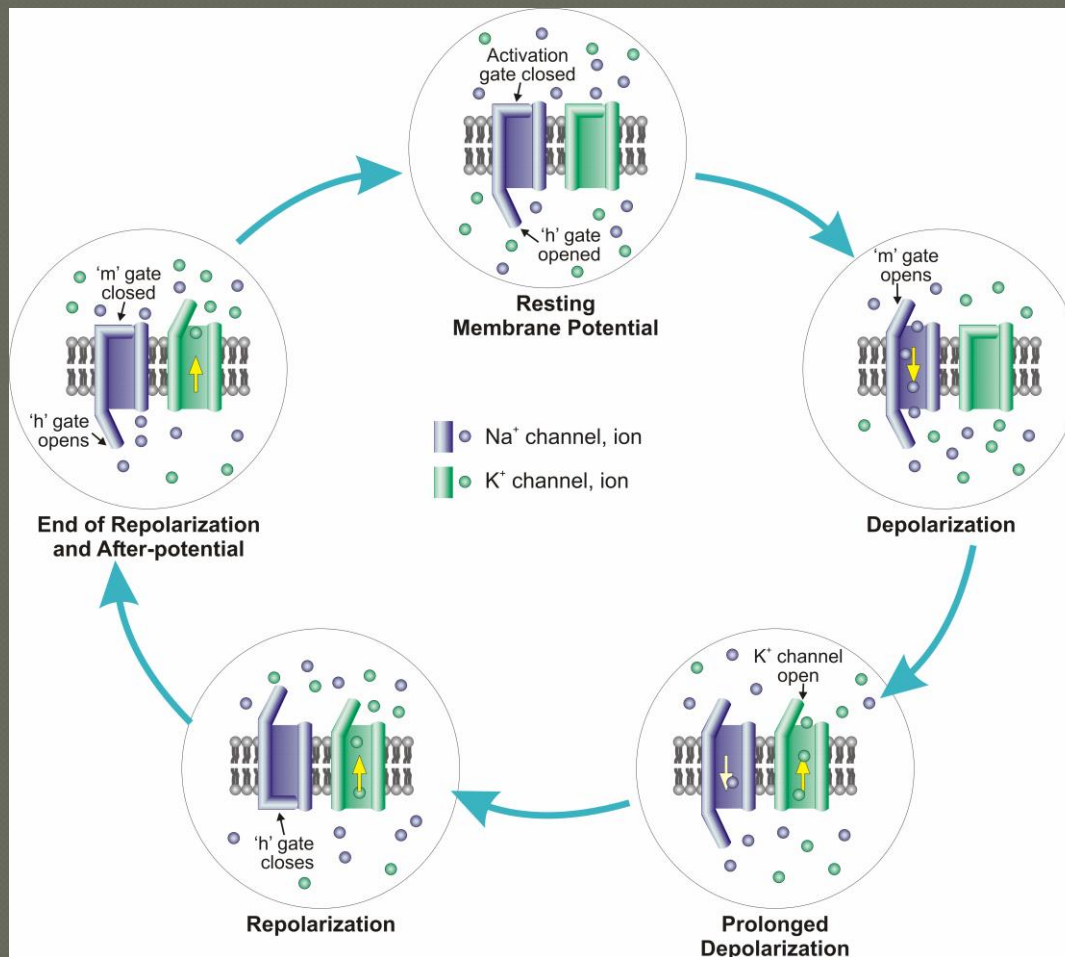 Activation
gate closed
'h' gate
opened
Resting
Membrane Potential
'm' gate
opens
Depolarization
K⁺ channel
open
Prolonged
Depolarization
'h' gate
closes
Repolarization
'm' gate
closed
'h' gate
opens
End of Repolarization
and After-potential
Na⁺ channel, ion
K⁺ channel, ion